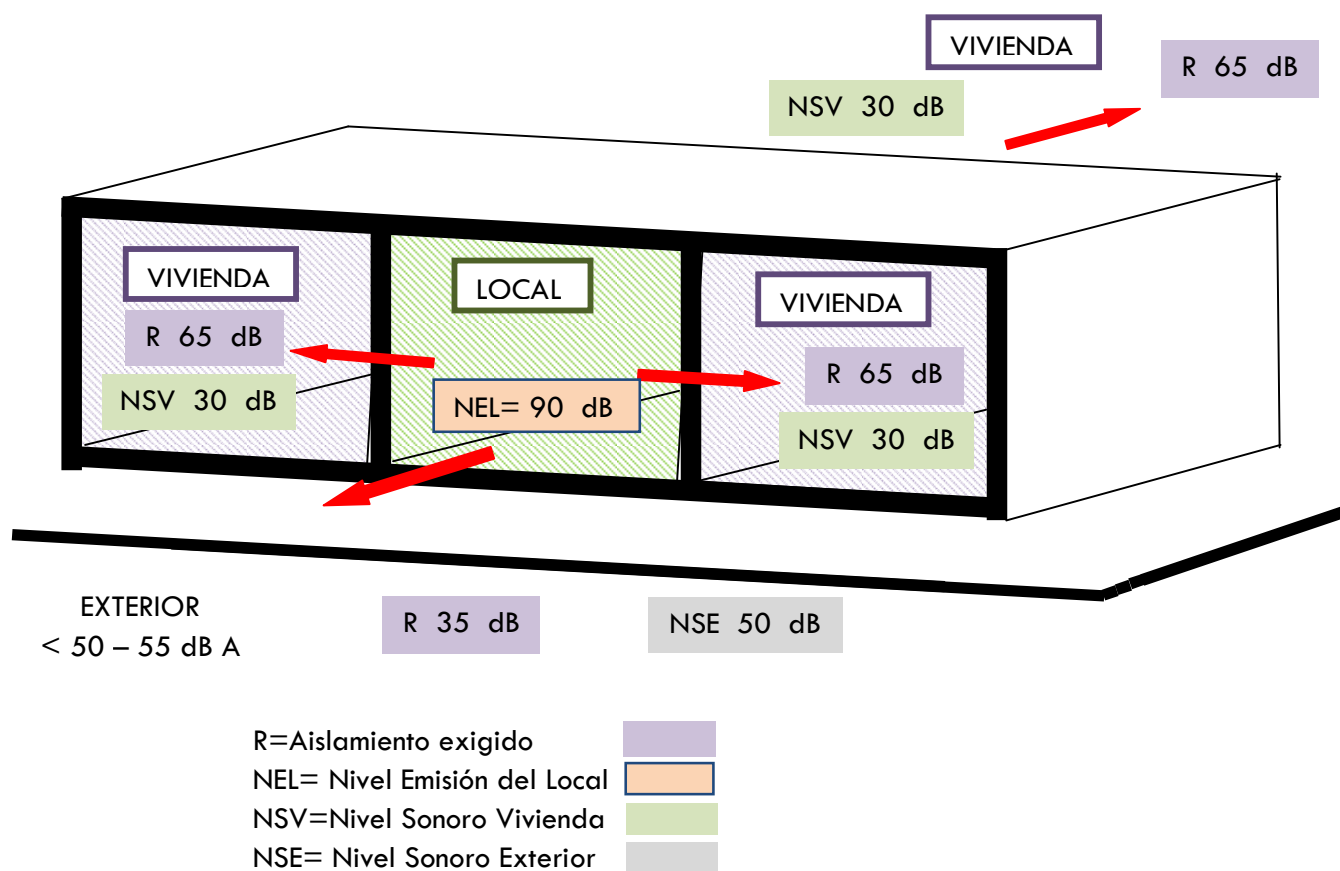 VIVIENDA
R 65 dB
NSV 30 dB
VIVIENDA
R 65 dB
NSV 30 dB
LOCAL
NEL= 90 dB
VIVIENDA
R 65 dB
NSV 30 dB
EXTERIOR
< 50 – 55 dB A
R 35 dB
NSE 50 dB
R=Aislamiento exigido
NEL= Nivel Emisión del Local
NSV=Nivel Sonoro Vivienda
NSE= Nivel Sonoro Exterior